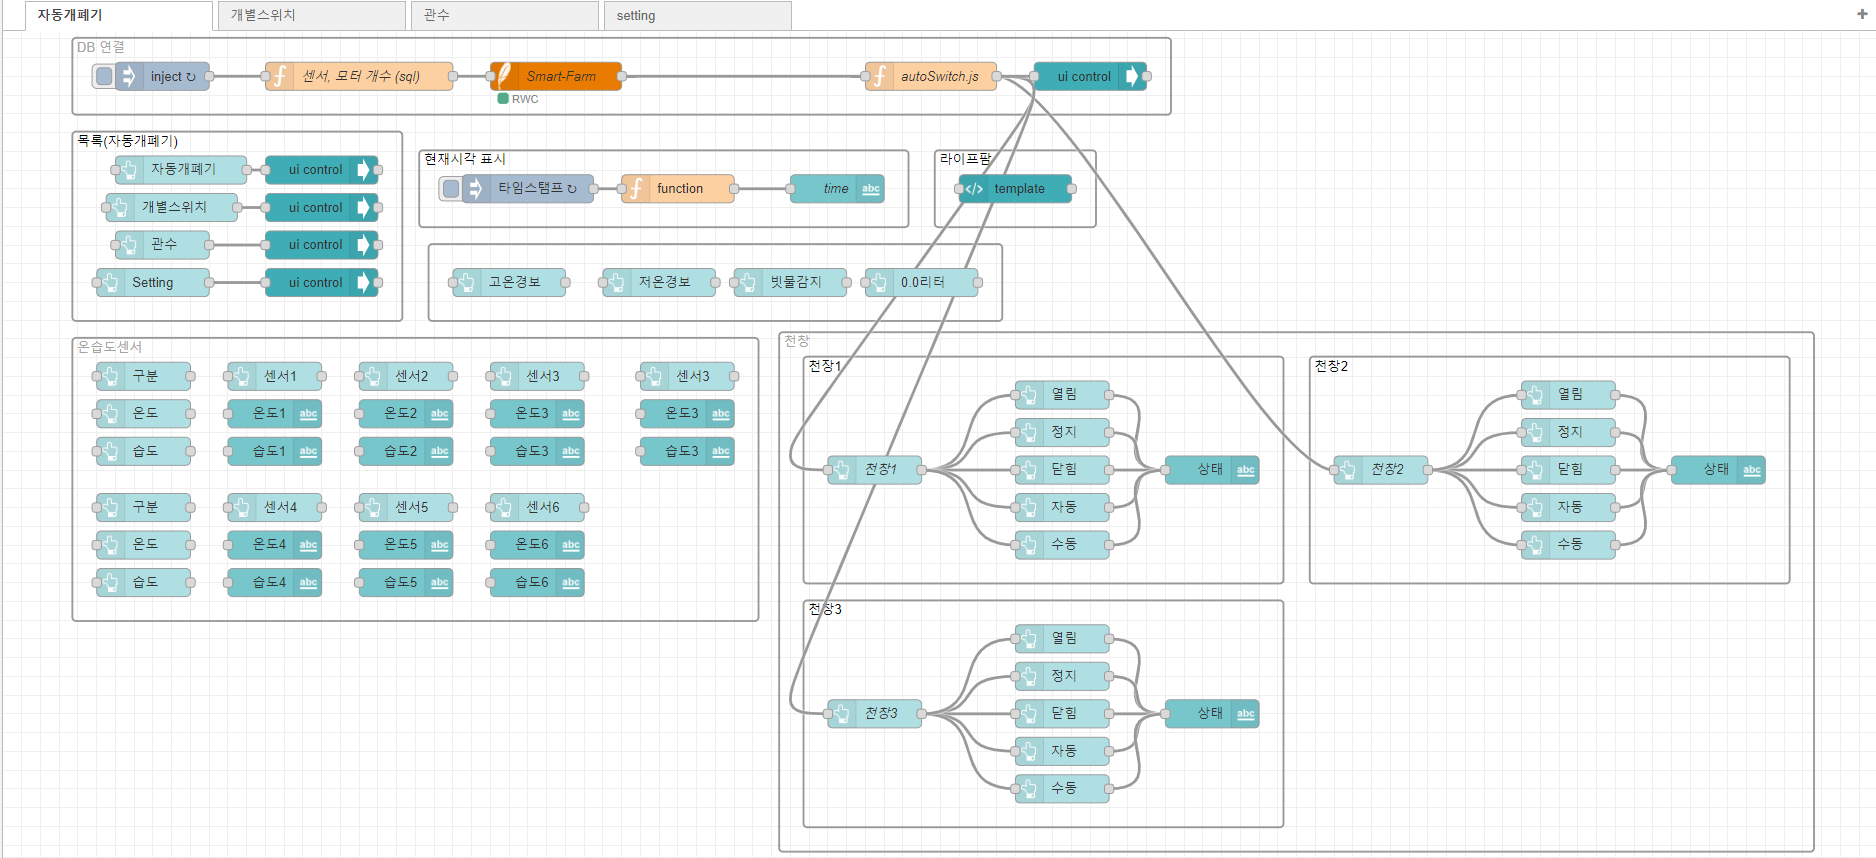 자동개폐기
개별스위치
관수
setting
DB 연결
inject ↻
센서, 모터 개수 (sql)
Smart-Farm
RWC
autoSwitch.js
ui control
목록(자동개폐기)
자동개폐기
ui control
개별스위치
ui control
관수
ui control
Setting
ui control
현재시각 표시
타임스탬프 ↻
function
time
abc
라이프팜
template
고온경보
저온경보
빗물감지
0.0리터
온습도센서
구분
센서1
센서2
센서3
센서3
온도
온도1
abc
온도2
abc
온도3
abc
온도3
abc
습도
습도1
abc
습도2
abc
습도3
abc
습도3
abc
구분
센서4
센서5
센서6
온도
온도4
abc
온도5
abc
온도6
abc
습도
습도4
abc
습도5
abc
습도6
abc
천창
천장1
천창1
열림
정지
닫힘
자동
수동
상태
abc
천창2
천창2
열림
정지
닫힘
자동
수동
상태
abc
천창3
천창3
열림
정지
닫힘
자동
수동
상태
abc